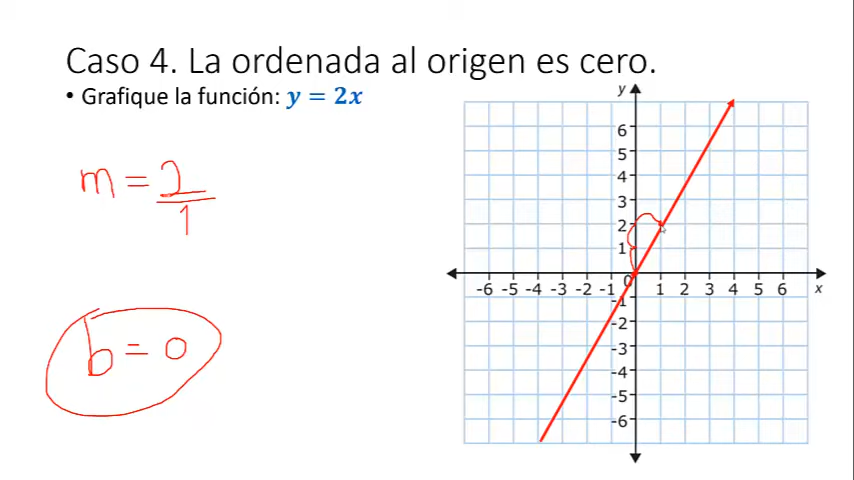 Caso 4. La ordenada al origen es cero.
• Grafique la función: y = 2x
m = 2/1
b = 0
y
6
5
4
3
2
1
0
-6 -5 -4 -3 -2 -1 1 2 3 4 5 6 x
-1
-2
-3
-4
-5
-6